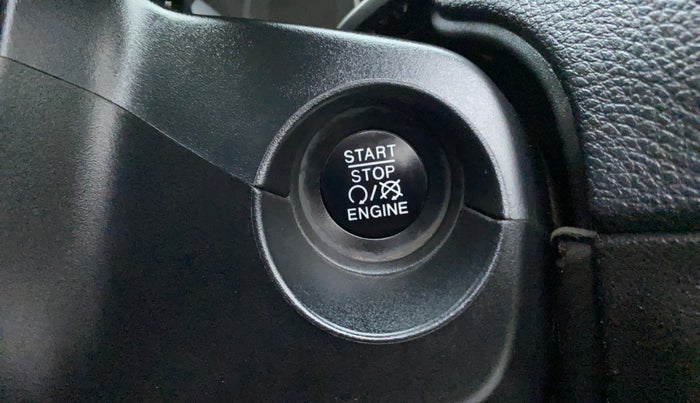 START
STOP
/
ENGINE